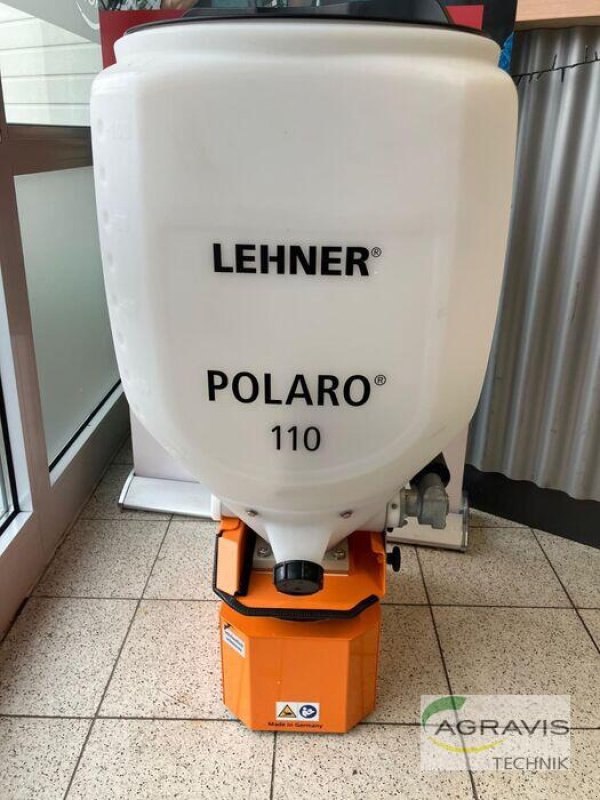 LEHNER®
POLARO®
110
Made in Germany
AGRAVIS
TECHNIK